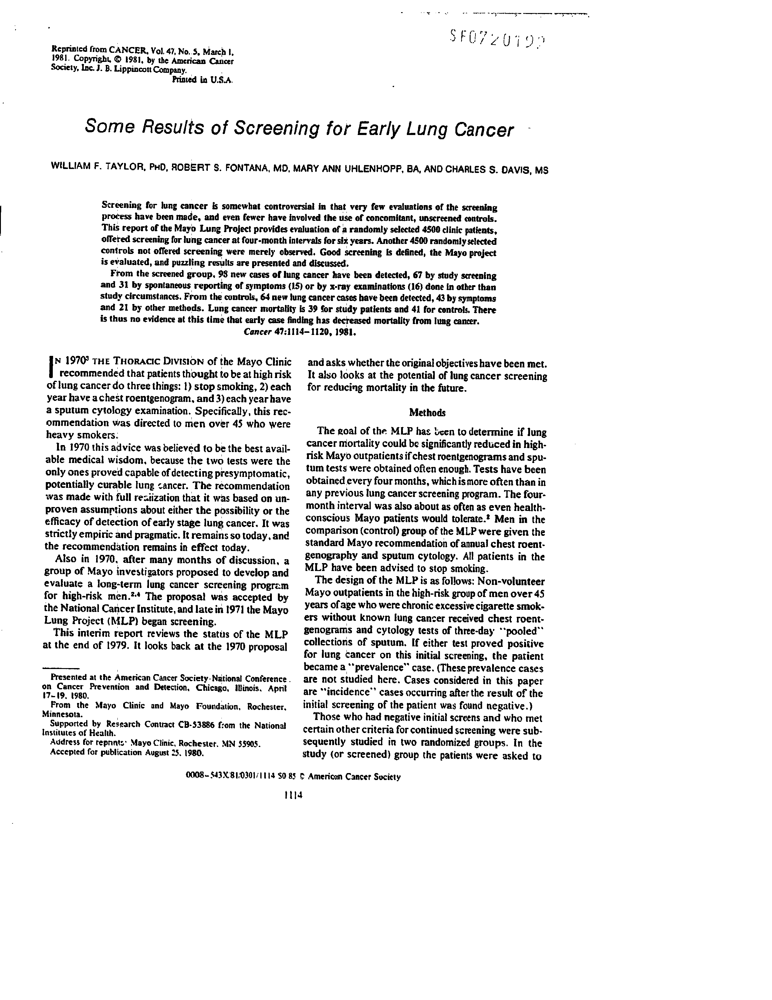 SF0720192
Reprinted from CANCER, Vol. 47, No. 5, March 1,
1981. Copyright, © 1981, by the American Cancer
Society, Inc. J. B. Lippincott Company.
Printed in U.S.A.
Some Results of Screening for Early Lung Cancer
WILLIAM F. TAYLOR, PHD, ROBERT S. FONTANA, MD, MARY ANN UHLENHOPP, BA, AND CHARLES S. DAVIS, MS
Screening for lung cancer is somewhat controversial in that very few evaluations of the screening
process have been made, and even fewer have involved the use of concomitant, unscreened controls.
This report of the Mayo Lung Project provides evaluation of a randomly selected 4500 clinic patients,
offered screening for lung cancer at four-month intervals for six years. Another 4500 randomly selected
controls not offered screening were merely observed. Good screening is defined, the Mayo project
is evaluated, and puzzling results are presented and discussed.
From the screened group, 98 new cases of lung cancer have been detected, 67 by study screening
and 31 by spontaneous reporting of symptoms (15) or by x-ray examinations (16) done in other than
study circumstances. From the controls, 64 new lung cancer cases have been detected, 43 by symptoms
and 21 by other methods. Lung cancer mortality is 39 for study patients and 41 for controls. There
is thus no evidence at this time that early case finding has decreased mortality from lung cancer.
Cancer 47:1114–1120, 1981.
IN 1970³ THE THORACIC DIVISION of the Mayo Clinic
recommended that patients thought to be at high risk
of lung cancer do three things: 1) stop smoking, 2) each
year have a chest roentgenogram, and 3) each year have
a sputum cytology examination. Specifically, this rec-
ommendation was directed to men over 45 who were
heavy smokers.
In 1970 this advice was believed to be the best avail-
able medical wisdom, because the two tests were the
only ones proved capable of detecting presymptomatic,
potentially curable lung cancer. The recommendation
was made with full realization that it was based on un-
proven assumptions about either the possibility or the
efficacy of detection of early stage lung cancer. It was
strictly empiric and pragmatic. It remains so today, and
the recommendation remains in effect today.
Also in 1970, after many months of discussion, a
group of Mayo investigators proposed to develop and
evaluate a long-term lung cancer screening program
for high-risk men.²,⁴ The proposal was accepted by
the National Cancer Institute, and late in 1971 the Mayo
Lung Project (MLP) began screening.
This interim report reviews the status of the MLP
at the end of 1979. It looks back at the 1970 proposal
Presented at the American Cancer Society-National Conference
on Cancer Prevention and Detection, Chicago, Illinois, April
17–19, 1980.
From the Mayo Clinic and Mayo Foundation, Rochester,
Minnesota.
Supported by Research Contract CB-53886 from the National
Institutes of Health.
Address for reprints: Mayo Clinic, Rochester, MN 55905.
Accepted for publication August 25, 1980.
and asks whether the original objectives have been met.
It also looks at the potential of lung cancer screening
for reducing mortality in the future.
Methods
The goal of the MLP has been to determine if lung
cancer mortality could be significantly reduced in high-
risk Mayo outpatients if chest roentgenograms and spu-
tum tests were obtained often enough. Tests have been
obtained every four months, which is more often than in
any previous lung cancer screening program. The four-
month interval was also about as often as even health-
conscious Mayo patients would tolerate.² Men in the
comparison (control) group of the MLP were given the
standard Mayo recommendation of annual chest roent-
genography and sputum cytology. All patients in the
MLP have been advised to stop smoking.
The design of the MLP is as follows: Non-volunteer
Mayo outpatients in the high-risk group of men over 45
years of age who were chronic excessive cigarette smok-
ers without known lung cancer received chest roent-
genograms and cytology tests of three-day "pooled"
collections of sputum. If either test proved positive
for lung cancer on this initial screening, the patient
became a "prevalence" case. (These prevalence cases
are not studied here. Cases considered in this paper
are "incidence" cases occurring after the result of the
initial screening of the patient was found negative.)
Those who had negative initial screens and who met
certain other criteria for continued screening were sub-
sequently studied in two randomized groups. In the
study (or screened) group the patients were asked to
0008-543X/81/0301/1114 $0.85 © American Cancer Society
1114